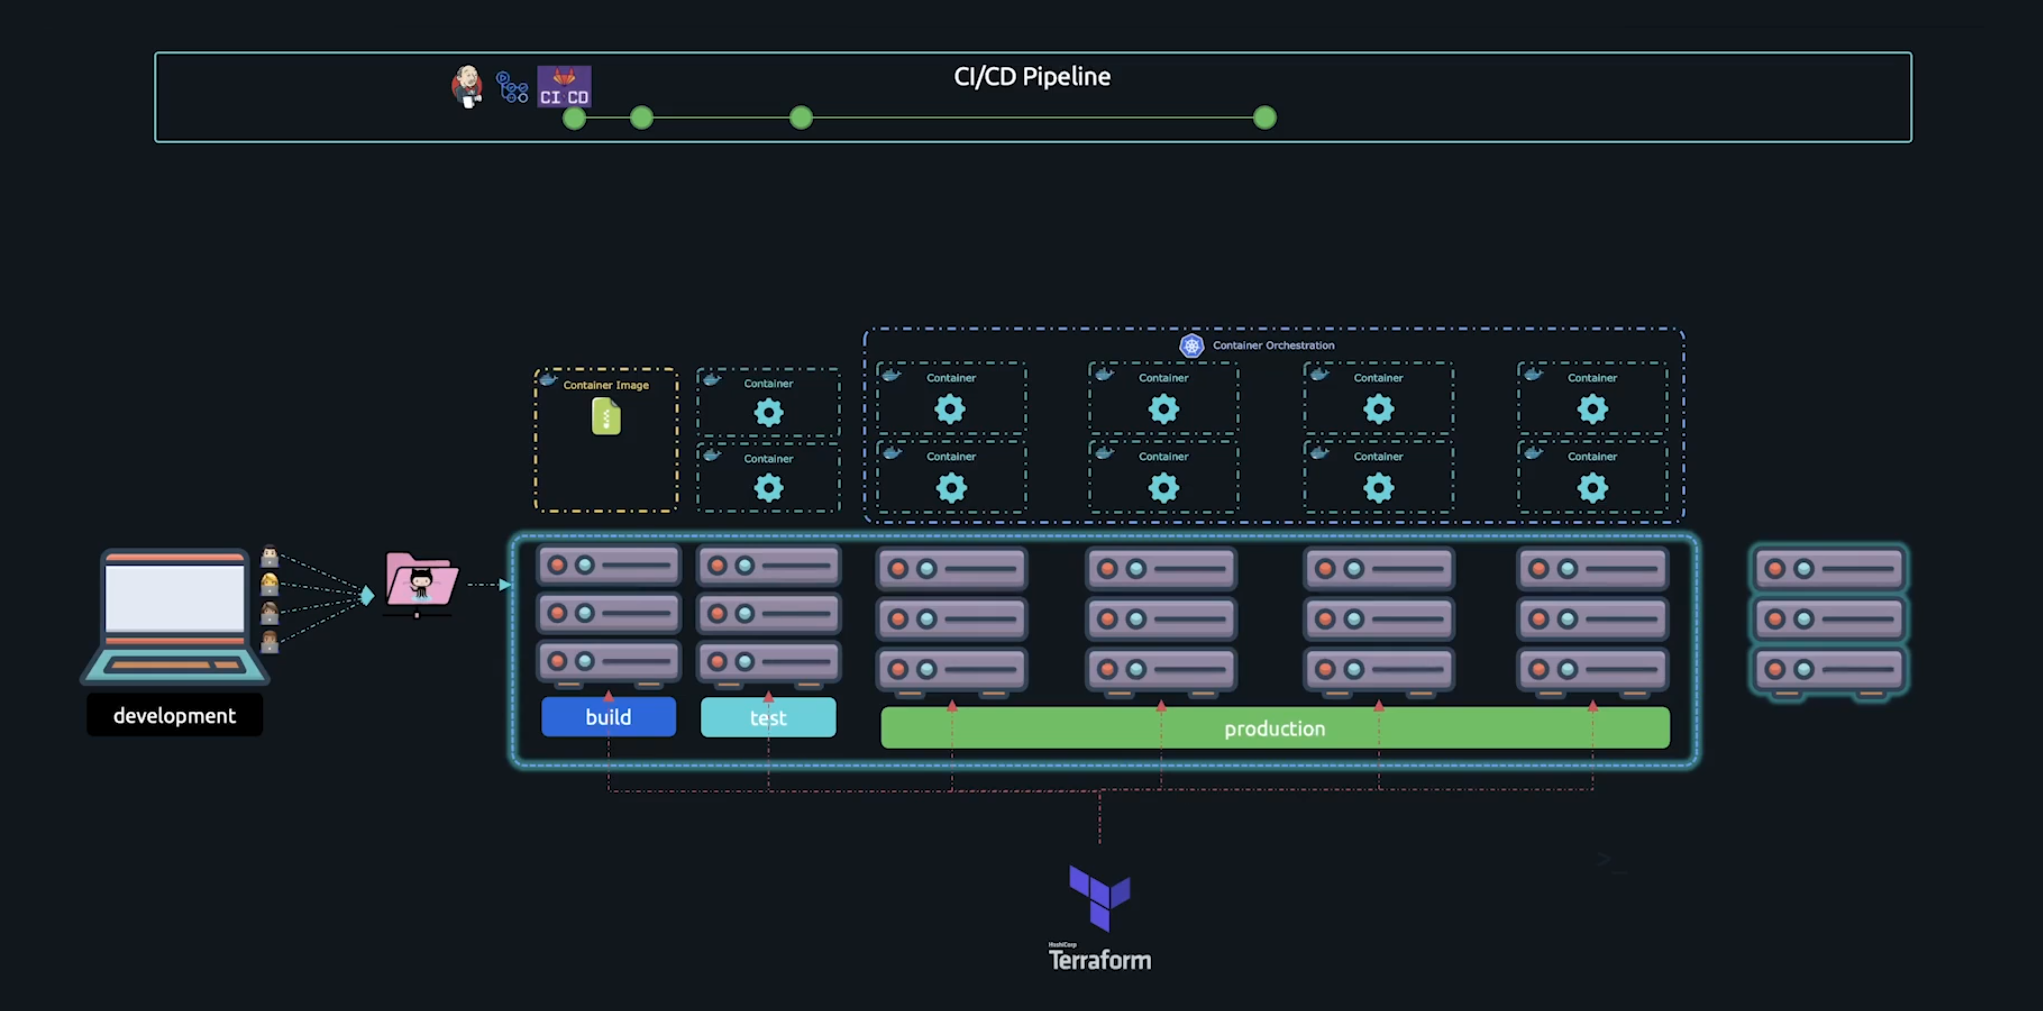 CI/CD Pipeline
CI CD
Container Orchestration
Container Image
Container
Container
Container
Container
Container
Container
Container
Container
Container
Container
development
build
test
production
HashiCorp
Terraform
>_